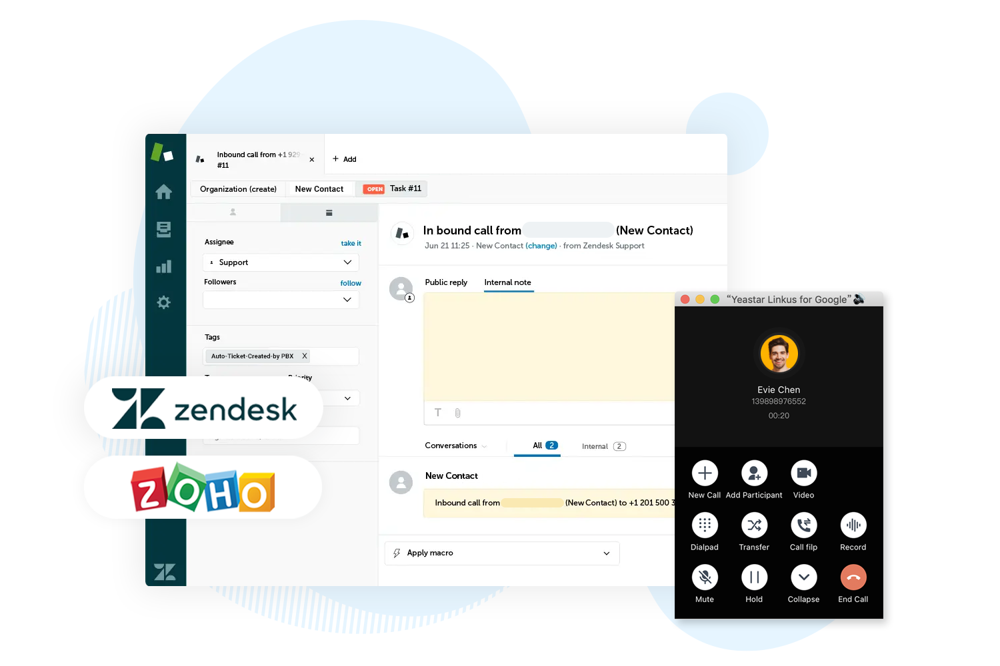 Inbound call from +1 929
#11
+ Add
Organization (create)
New Contact
OPEN Task #11
Assignee
take it
Support
Followers
follow
Tags
Auto-Ticket-Created-by PBX X
Priority
In bound call from (New Contact)
Jun 21 11:25 · New Contact (change) · from Zendesk Support
Public reply
Internal note
T
Conversations
All 2
Internal 2
New Contact
Inbound call from (New Contact) to +1 201 500
Apply macro
zendesk
ZOHO
“Yeastar Linkus for Google”
Evie Chen
139898976552
00:20
New Call Add Participant Video
Dialpad Transfer Call filp Record
Mute Hold Collapse End Call